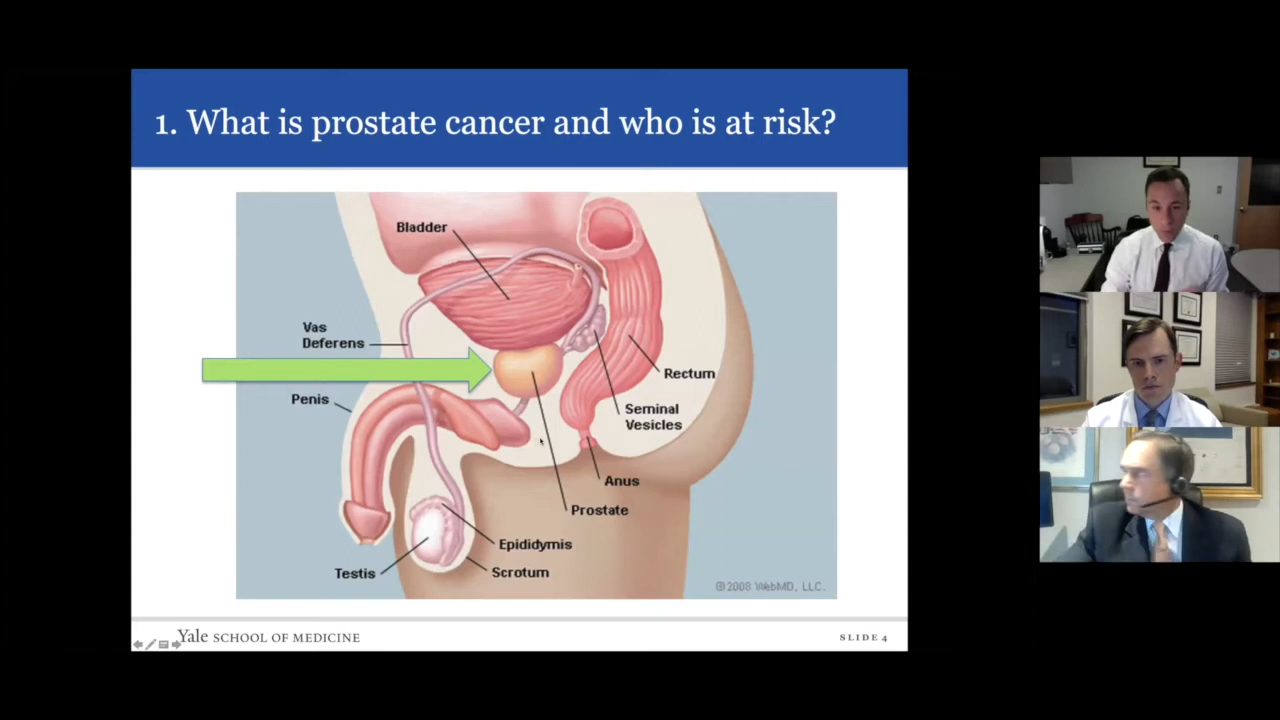 1. What is prostate cancer and who is at risk?
Bladder
Vas
Deferens
Penis
Rectum
Seminal
Vesicles
Anus
Prostate
Epididymis
Testis
Scrotum
©2008 WebMD, LLC.
Yale SCHOOL OF MEDICINE
SLIDE 4